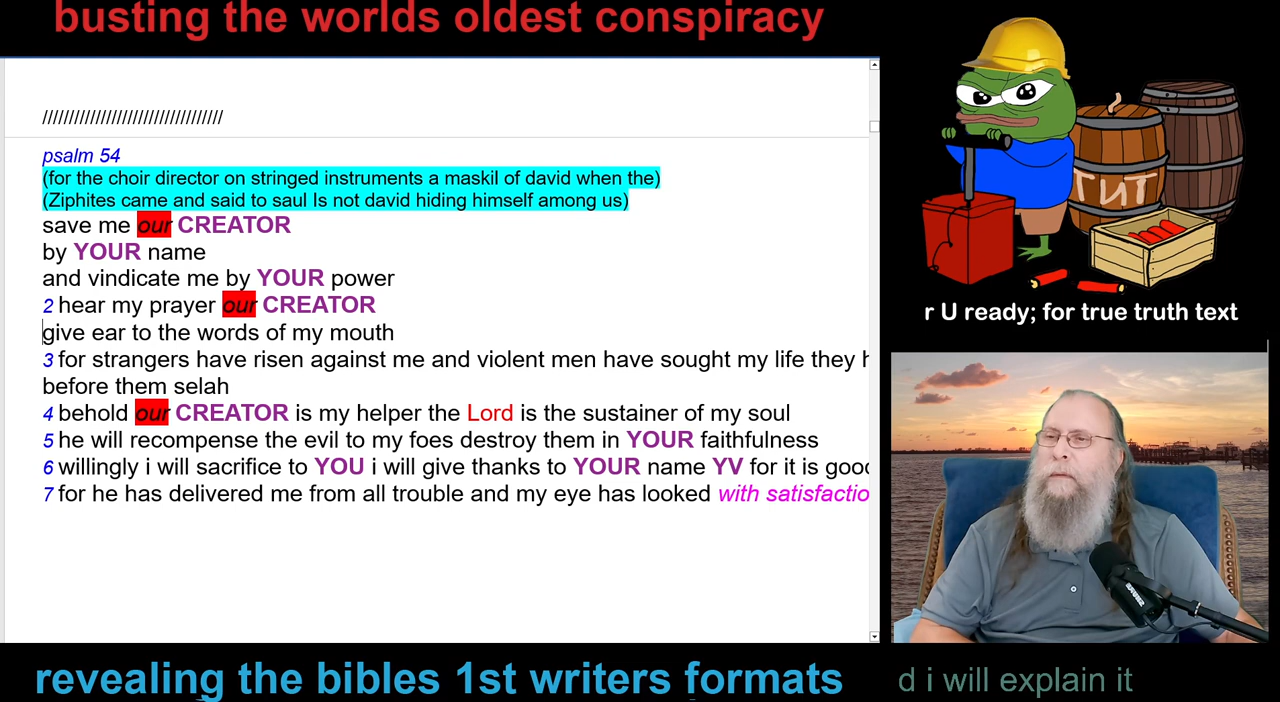 busting the worlds oldest conspiracy
////////////////////////////////////
psalm 54
(for the choir director on stringed instruments a maskil of david when the)
(Ziphites came and said to saul Is not david hiding himself among us)
save me our CREATOR
by YOUR name
and vindicate me by YOUR power
2 hear my prayer our CREATOR
give ear to the words of my mouth
3 for strangers have risen against me and violent men have sought my life they h
before them selah
4 behold our CREATOR is my helper the Lord is the sustainer of my soul
5 he will recompense the evil to my foes destroy them in YOUR faithfulness
6 willingly i will sacrifice to YOU i will give thanks to YOUR name YV for it is good
7 for he has delivered me from all trouble and my eye has looked with satisfactio
revealing the bibles 1st writers formats
TNT
r U ready; for true truth text
d i will explain it